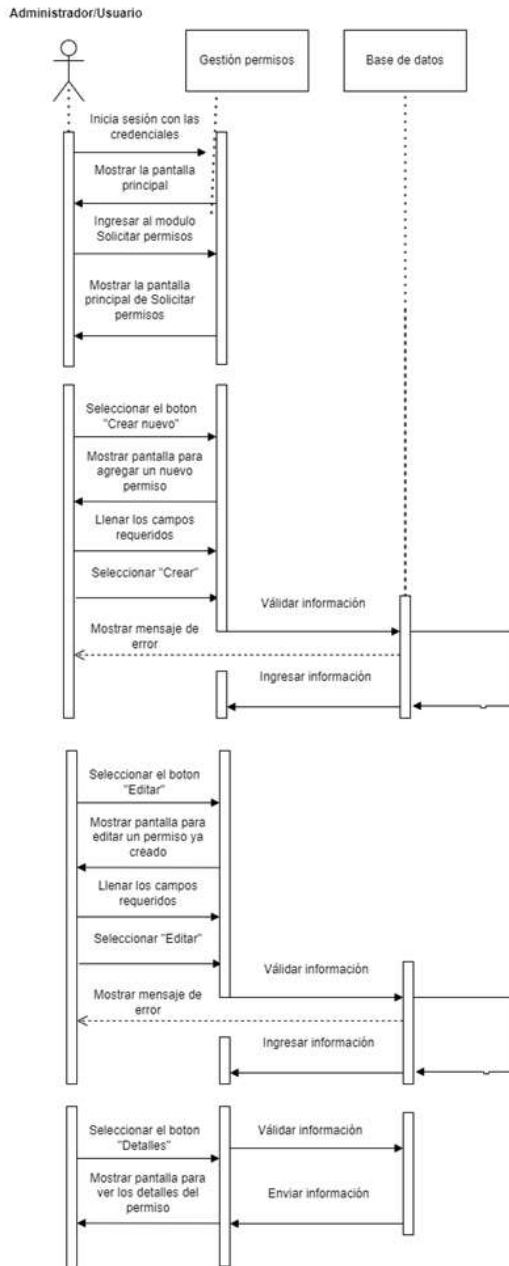 Administrador/Usuario
Gestión permisos
Base de datos
Inicia sesión con las
credenciales
Mostrar la pantalla
principal
Ingresar al modulo
Solicitar permisos
Mostrar la pantalla
principal de Solicitar
permisos
Seleccionar el boton
"Crear nuevo"
Mostrar pantalla para
agregar un nuevo
permiso
Llenar los campos
requeridos
Seleccionar "Crear"
Válidar información
Mostrar mensaje de
error
Ingresar información
Seleccionar el boton
"Editar"
Mostrar pantalla para
editar un permiso ya
creado
Llenar los campos
requeridos
Seleccionar "Editar"
Válidar información
Mostrar mensaje de
error
Ingresar información
Seleccionar el boton
"Detalles"
Válidar información
Mostrar pantalla para
ver los detalles del
permiso
Enviar información